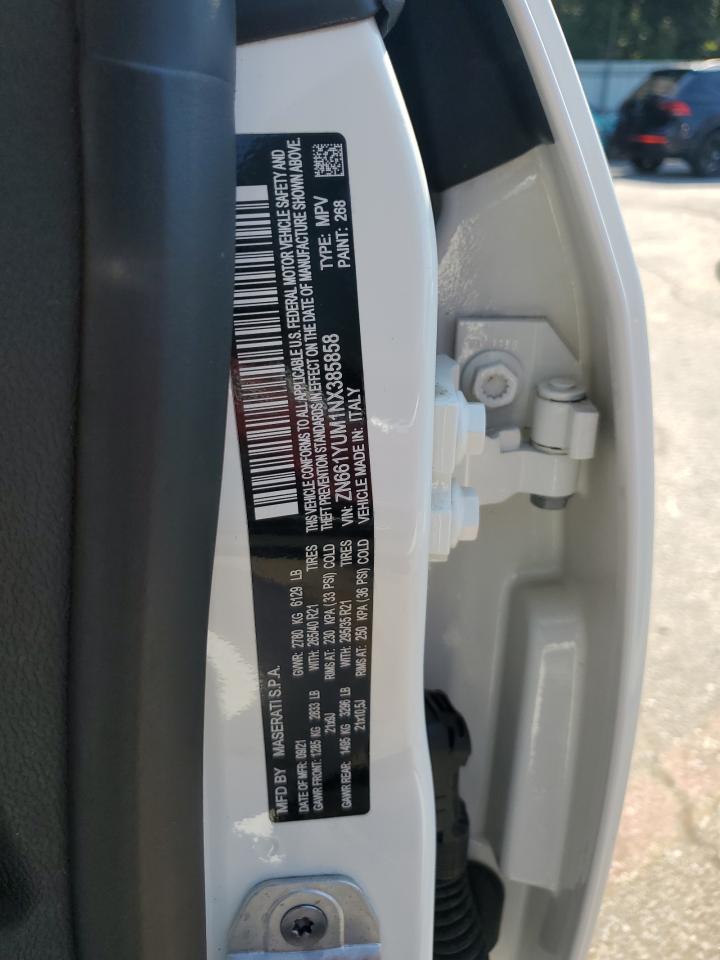 MFD BY MASERATI S.P.A.
DATE OF MFR: 09/21 GVWR: 2780 KG 6129 LB
GAWR FRONT: 1285 KG 2833 LB WITH: 265/40 R21 TIRES
21x9J RIMS AT: 230 KPA (33 PSI) COLD
GAWR REAR: 1495 KG 3296 LB WITH: 295/35 R21 TIRES
21x10,5J RIMS AT: 250 KPA (36 PSI) COLD
THIS VEHICLE CONFORMS TO ALL APPLICABLE U.S. FEDERAL MOTOR VEHICLE SAFETY AND
THEFT PREVENTION STANDARDS IN EFFECT ON THE DATE OF MANUFACTURE SHOWN ABOVE.
VIN: ZN661YUM1NX385858 TYPE: MPV
VEHICLE MADE IN: ITALY PAINT: 268